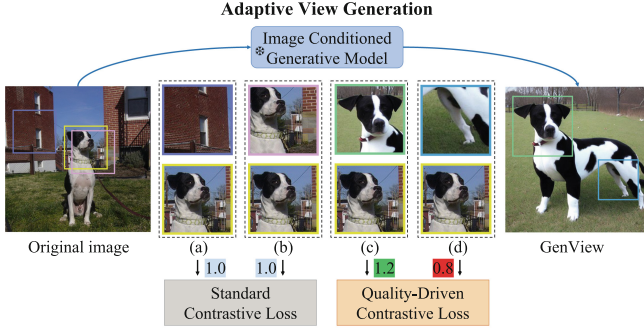 Adaptive View Generation
Image Conditioned
Generative Model
Original image
(a)
(b)
(c)
(d)
GenView
1.0
1.0
1.2
0.8
Standard
Contrastive Loss
Quality-Driven
Contrastive Loss